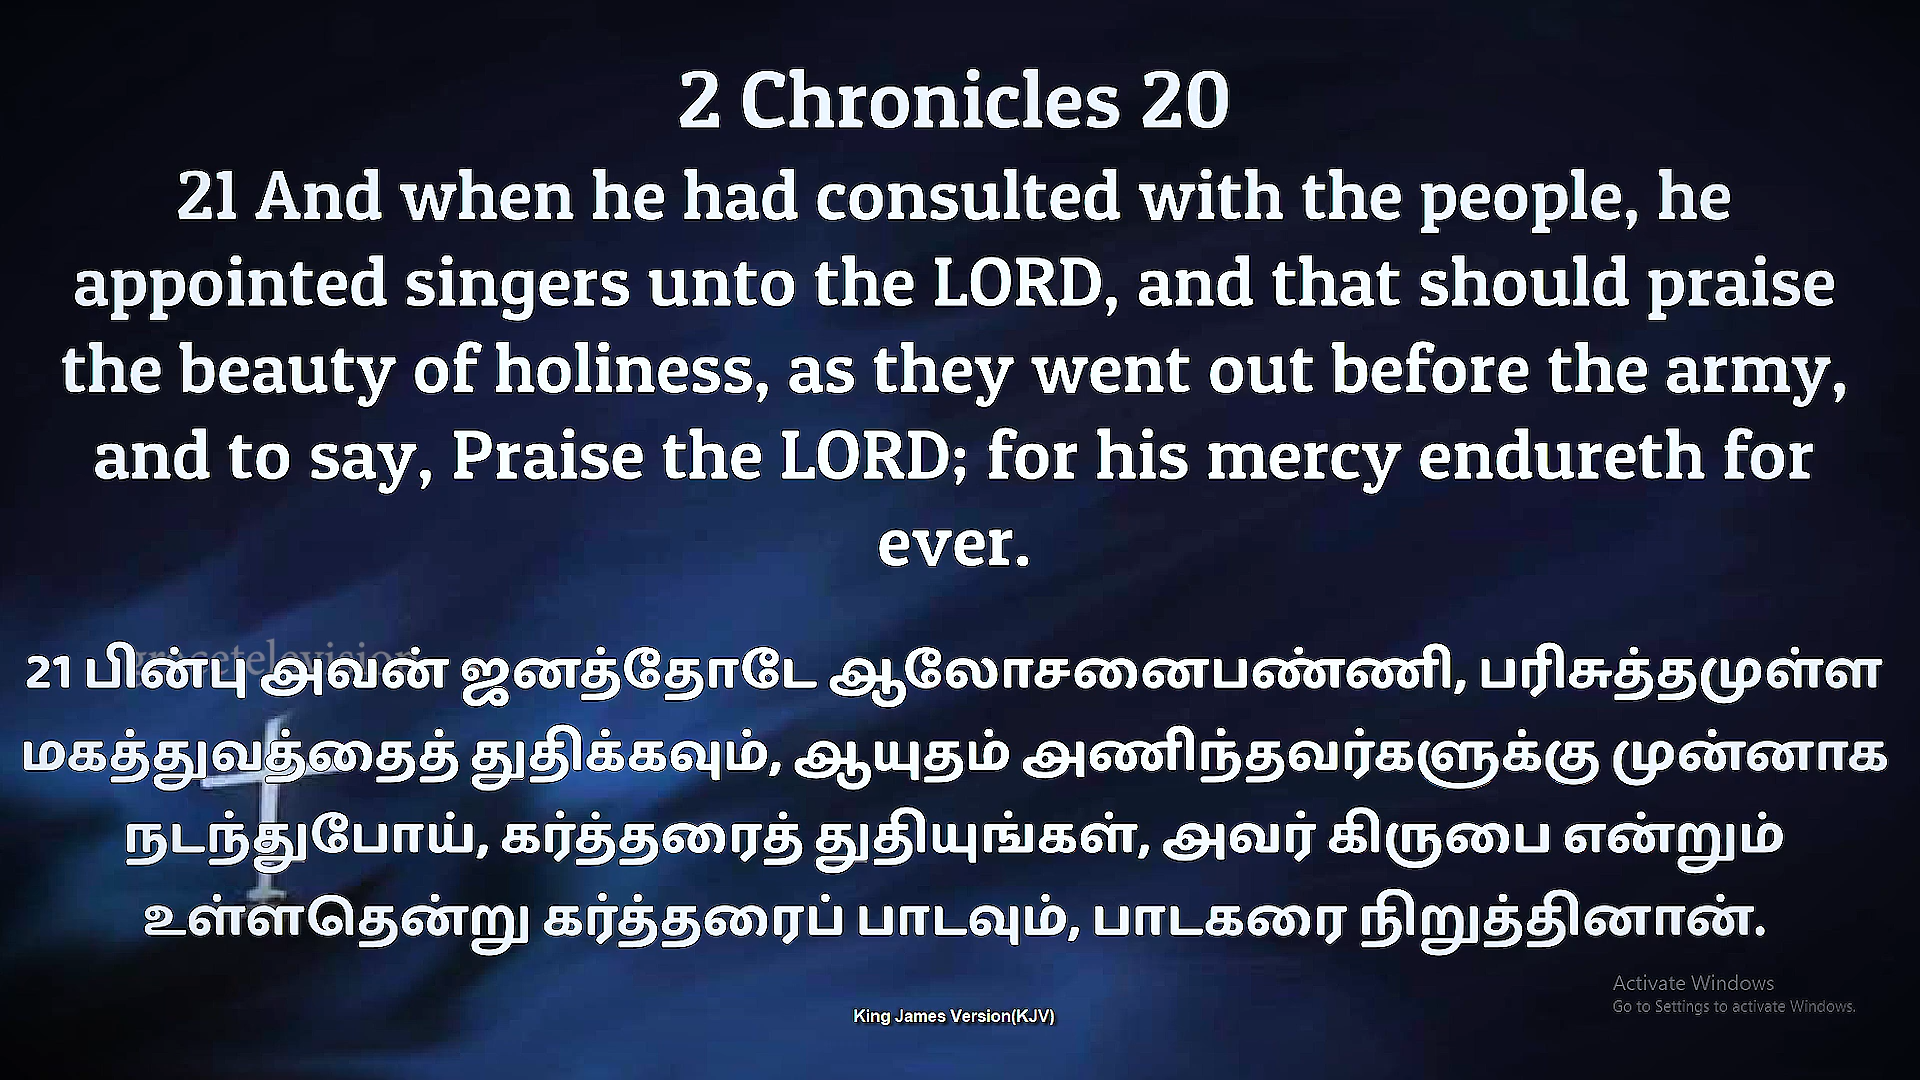 2 Chronicles 20
21 And when he had consulted with the people, he
appointed singers unto the LORD, and that should praise
the beauty of holiness, as they went out before the army,
and to say, Praise the LORD; for his mercy endureth for
ever.
gracetelevision
21 பின்பு அவன் ஜனத்தோடே ஆலோசனைபண்ணி, பரிசுத்தமுள்ள
மகத்துவத்தைத் துதிக்கவும், ஆயுதம் அணிந்தவர்களுக்கு முன்னாக
நடந்துபோய், கர்த்தரைத் துதியுங்கள், அவர் கிருபை என்றும்
உள்ளதென்று கர்த்தரைப் பாடவும், பாடகரை நிறுத்தினான்.
Activate Windows
Go to Settings to activate Windows.
King James Version(KJV)